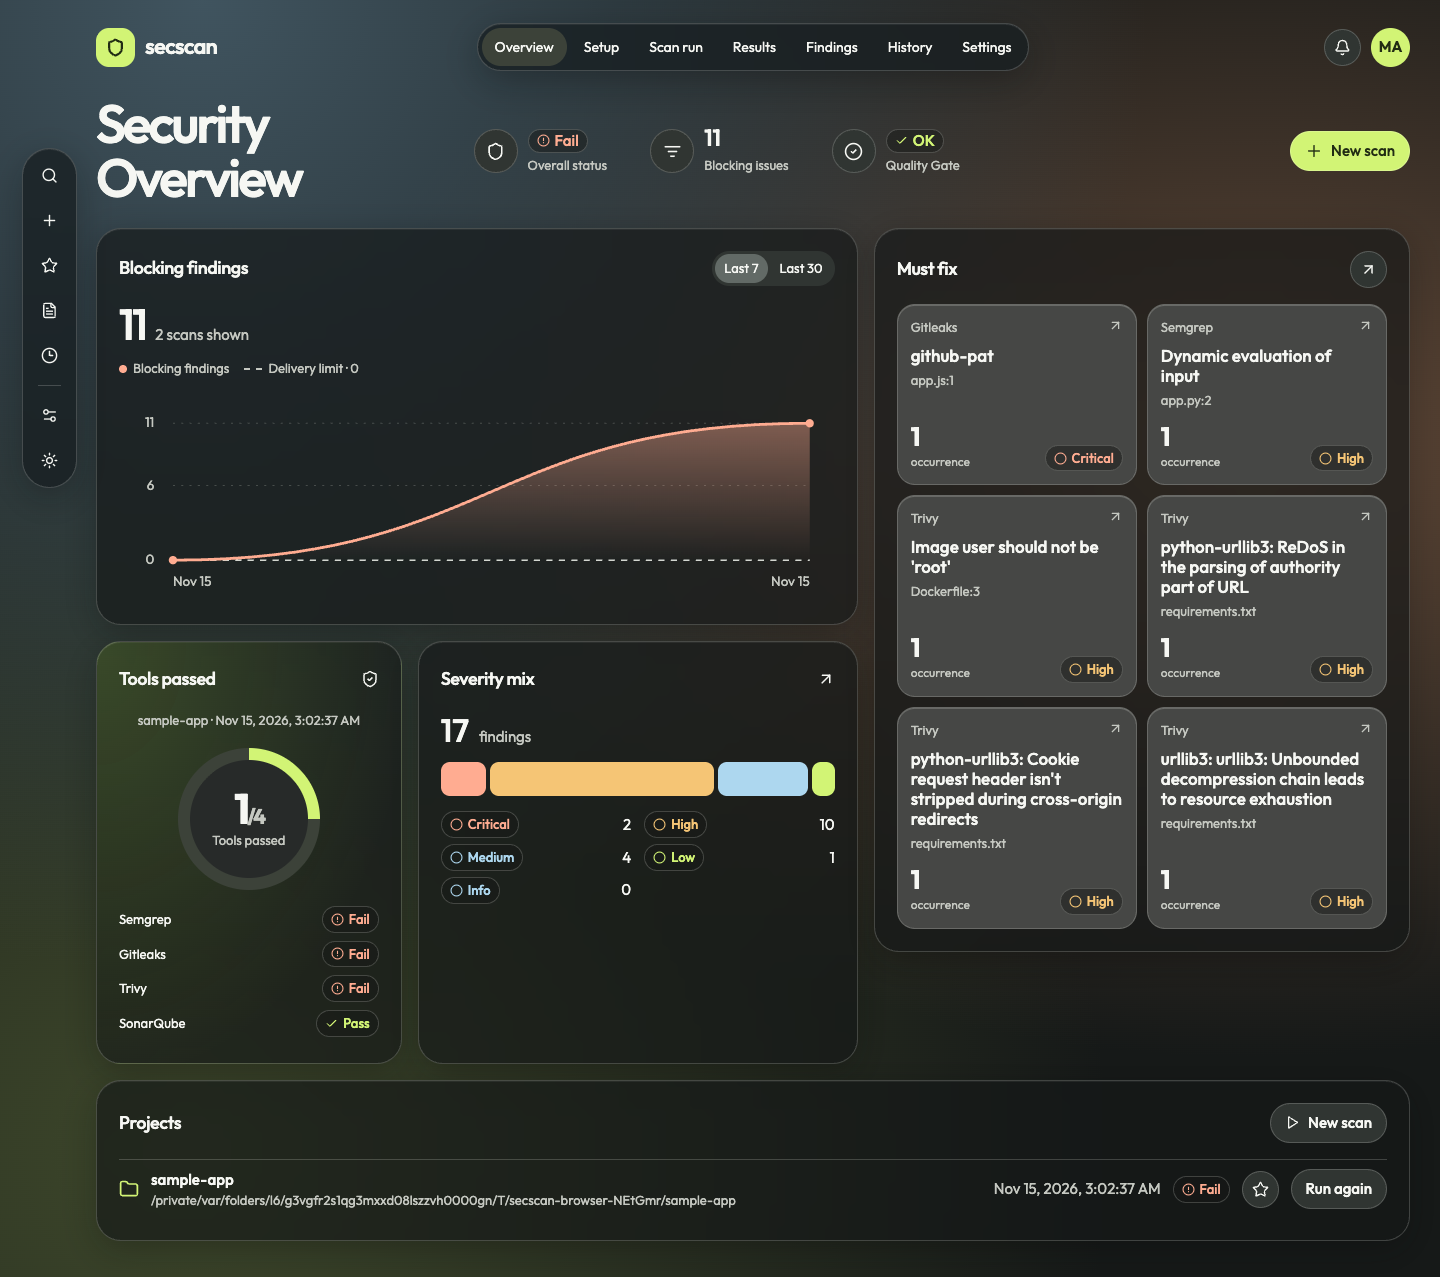 secscan
Overview Setup Scan run Results Findings History Settings
MA
Security
Overview
Fail
Overall status
11
Blocking issues
OK
Quality Gate
New scan
Blocking findings
Last 7 Last 30
11 2 scans shown
Blocking findings Delivery limit · 0
11
6
0
Nov 15 Nov 15
Must fix
Gitleaks
github-pat
app.js:1
1
occurrence
Critical
Semgrep
Dynamic evaluation of
input
app.py:2
1
occurrence
High
Trivy
Image user should not be
'root'
Dockerfile:3
1
occurrence
High
Trivy
python-urllib3: ReDoS in
the parsing of authority
part of URL
requirements.txt
1
occurrence
High
Trivy
python-urllib3: Cookie
request header isn't
stripped during cross-origin
redirects
requirements.txt
1
occurrence
High
Trivy
urllib3: urllib3: Unbounded
decompression chain leads
to resource exhaustion
requirements.txt
1
occurrence
High
Tools passed
sample-app · Nov 15, 2026, 3:02:37 AM
1/4
Tools passed
Semgrep Fail
Gitleaks Fail
Trivy Fail
SonarQube Pass
Severity mix
17 findings
Critical 2 High 10
Medium 4 Low 1
Info 0
Projects
New scan
sample-app
/private/var/folders/l6/g3vgfr2s1qg3mxxd08lszzvh0000gn/T/secscan-browser-NEtGmr/sample-app
Nov 15, 2026, 3:02:37 AM Fail Run again